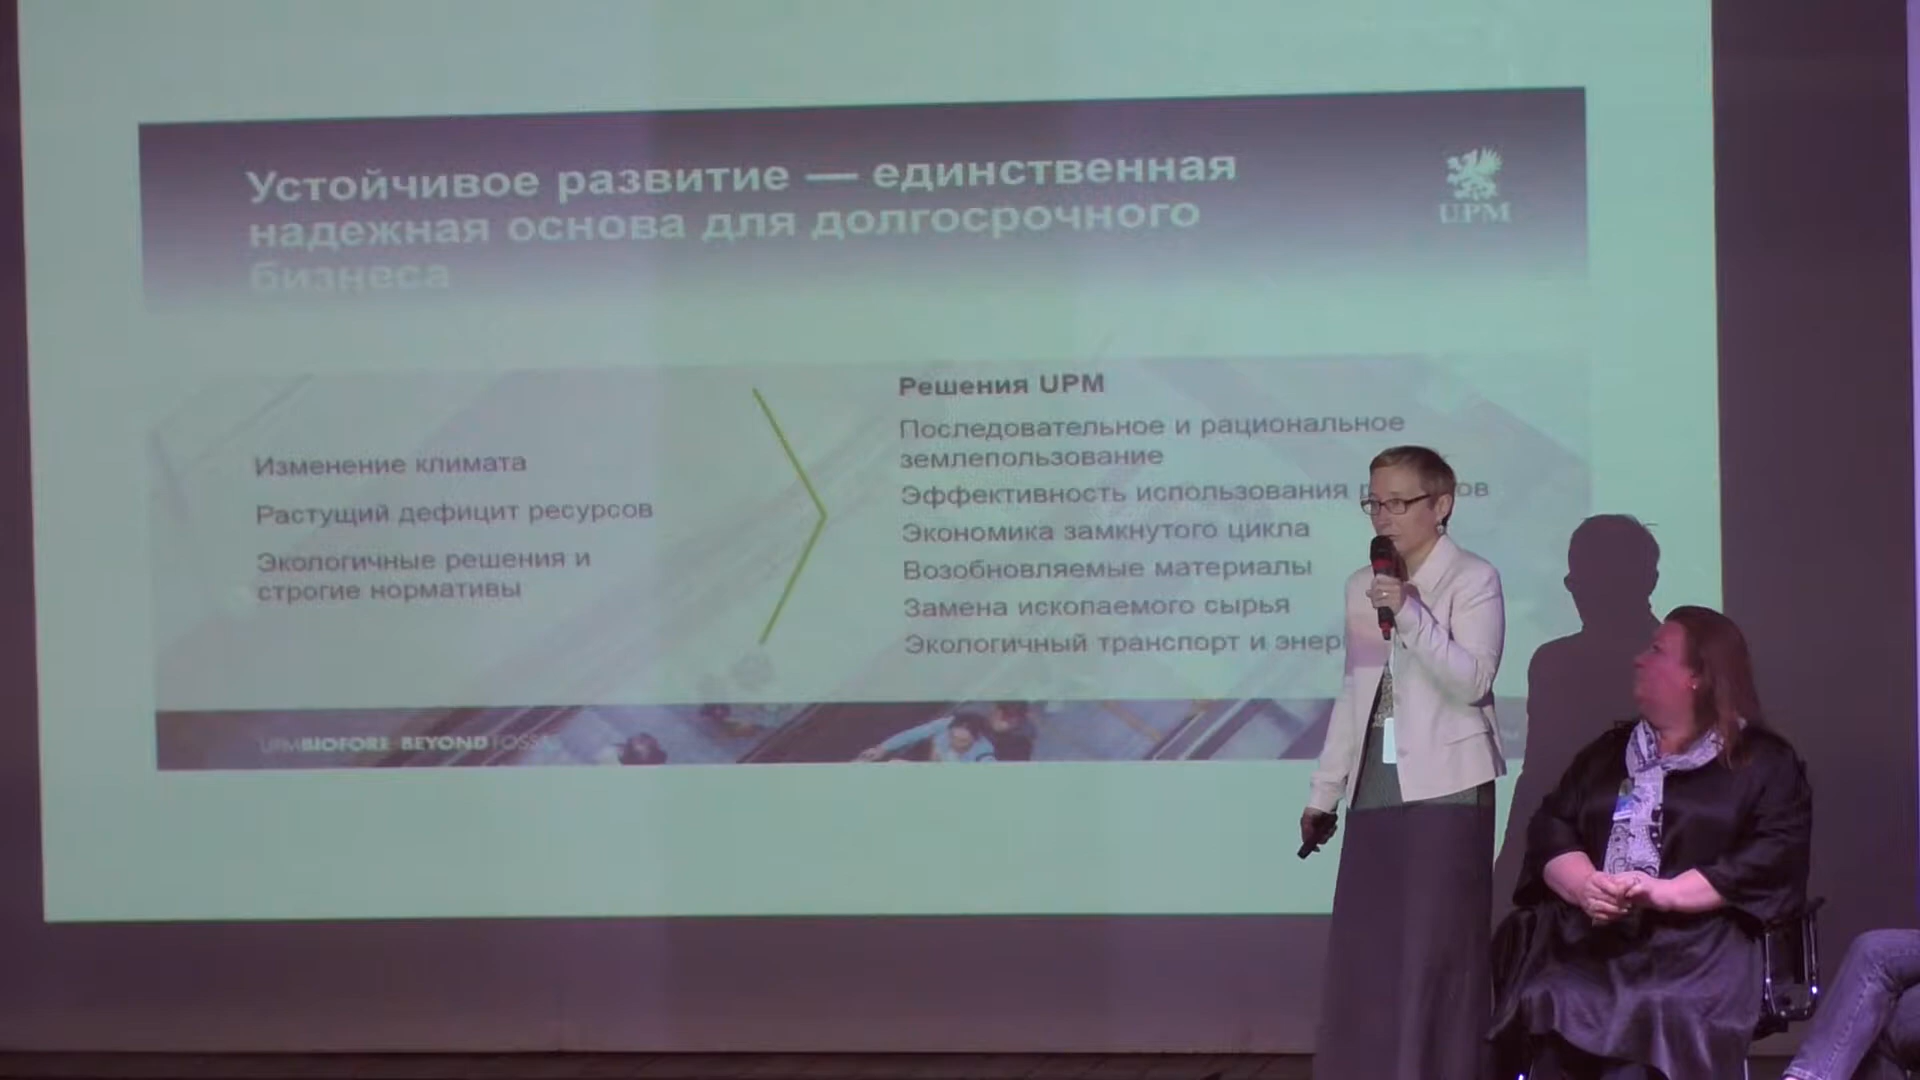 Устойчивое развитие — единственная
надежная основа для долгосрочного
бизнеса
UPM
Изменение климата
Растущий дефицит ресурсов
Экологичные решения и
строгие нормативы
Решения UPM
Последовательное и рациональное
землепользование
Эффективность использования
Экономика замкнутого цикла
Возобновляемые материалы
Замена ископаемого сырья
Экологичный транспорт и
UPMBIOFORE BEYOND